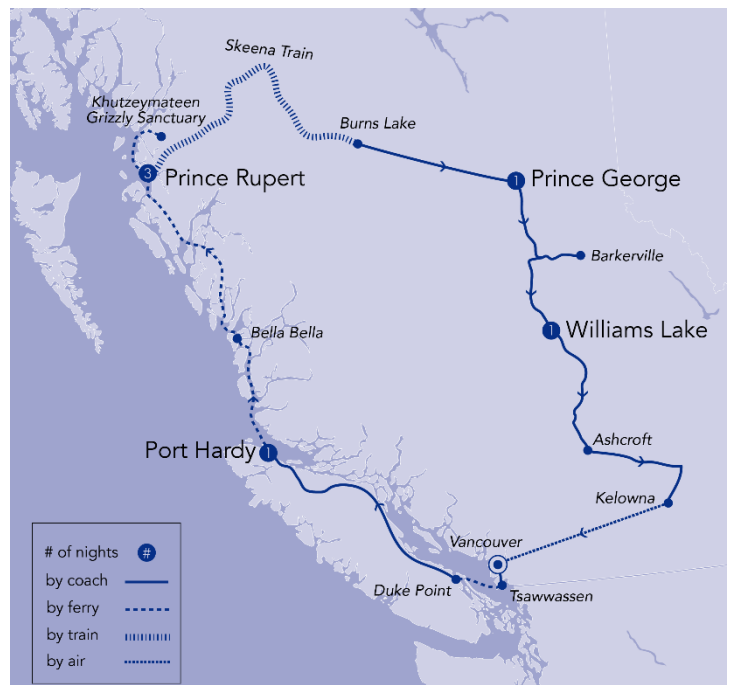 Skeena Train
Khutzeymateen
Grizzly Sanctuary
Burns Lake
3
Prince Rupert
1
Prince George
Barkerville
1
Williams Lake
Bella Bella
Port Hardy
1
Ashcroft
Kelowna
Vancouver
Duke Point
Tsawwassen
# of nights #
by coach
by ferry
by train
by air